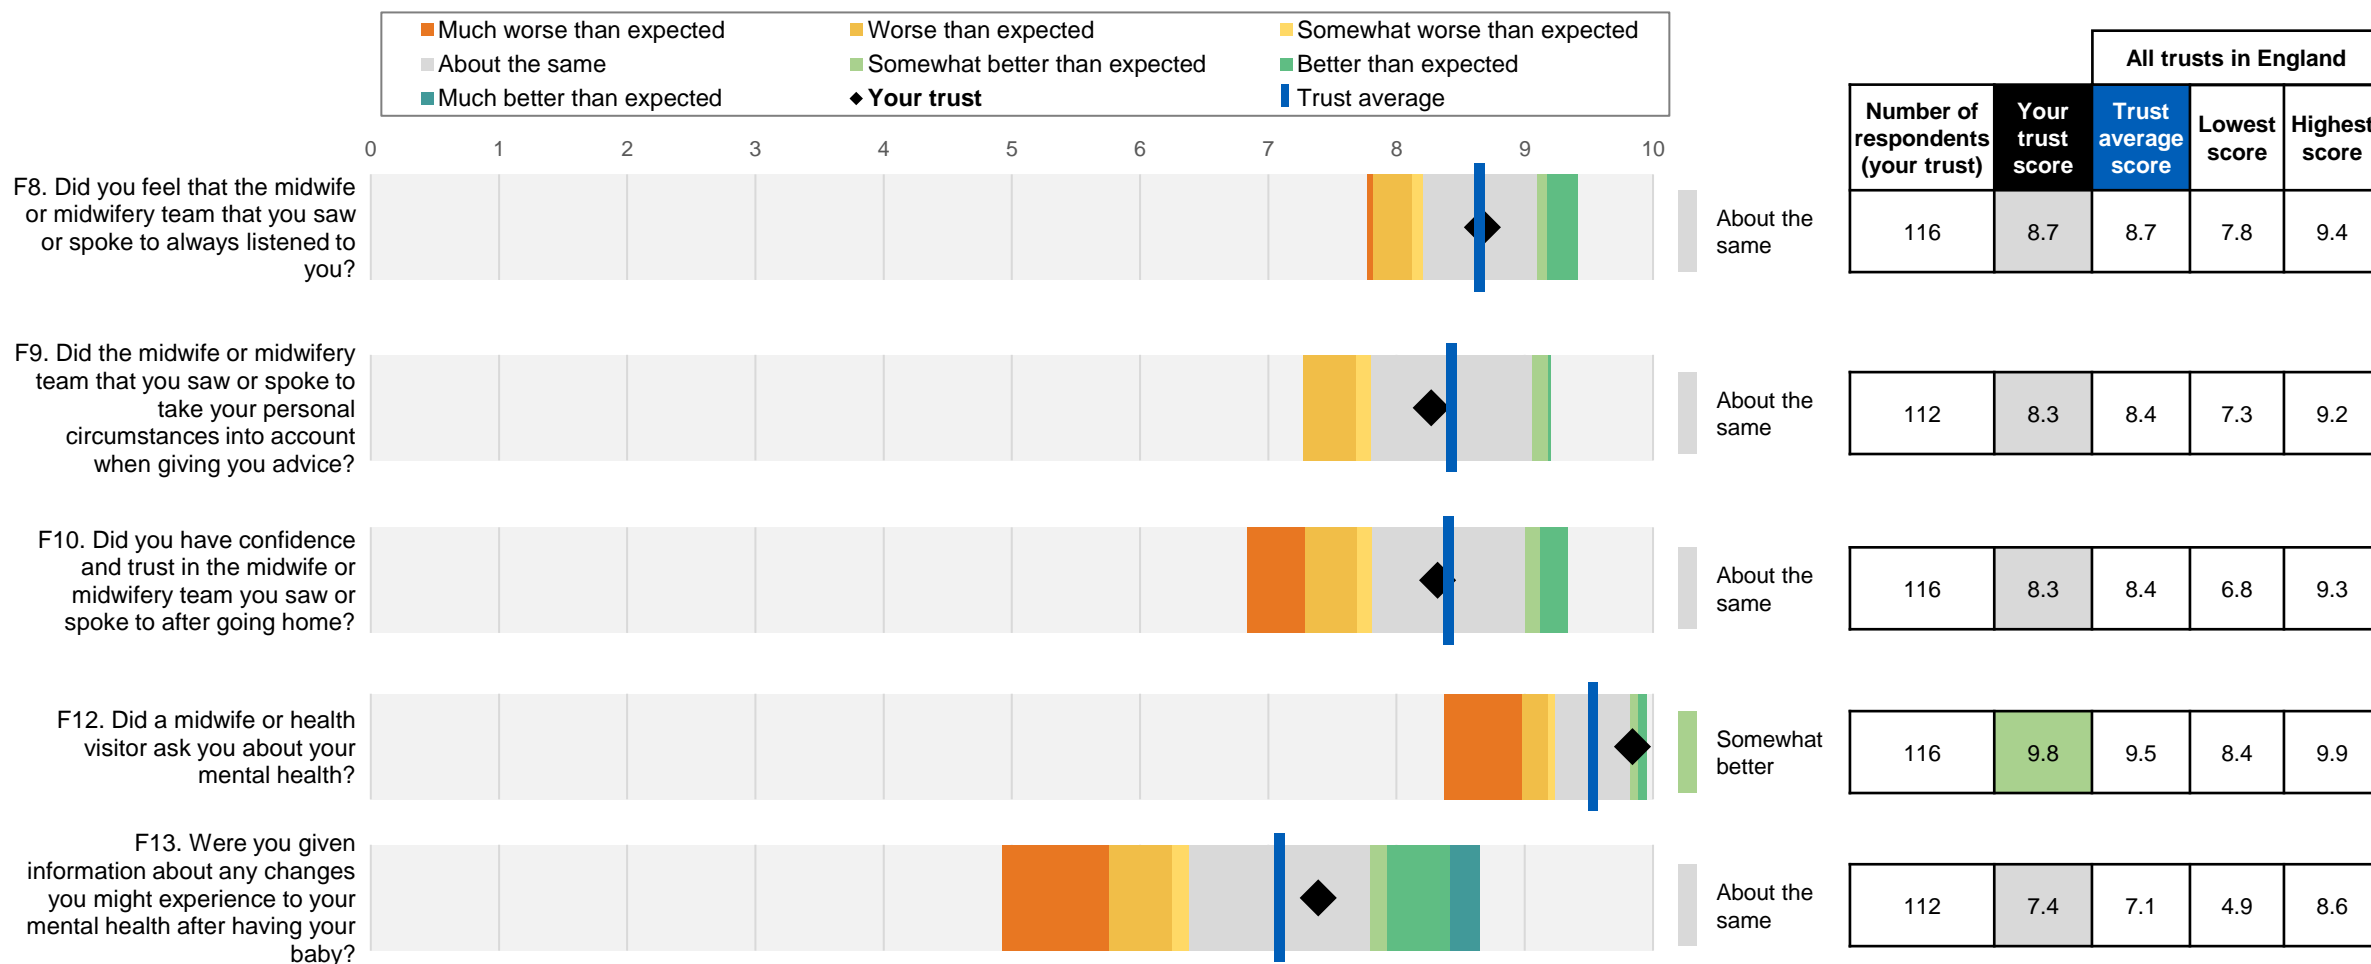 Much worse than expected
Worse than expected
Somewhat worse than expected
About the same
Somewhat better than expected
Better than expected
Much better than expected
Your trust
Trust average
All trusts in England
Number of respondents (your trust)
Your trust score
Trust average score
Lowest score
Highest score
0 1 2 3 4 5 6 7 8 9 10
F8. Did you feel that the midwife
or midwifery team that you saw
or spoke to always listened to
you?
About the
same
116 8.7 8.7 7.8 9.4
F9. Did the midwife or midwifery
team that you saw or spoke to
take your personal
circumstances into account
when giving you advice?
About the
same
112 8.3 8.4 7.3 9.2
F10. Did you have confidence
and trust in the midwife or
midwifery team you saw or
spoke to after going home?
About the
same
116 8.3 8.4 6.8 9.3
F12. Did a midwife or health
visitor ask you about your
mental health?
Somewhat
better
116 9.8 9.5 8.4 9.9
F13. Were you given
information about any changes
you might experience to your
mental health after having your
baby?
About the
same
112 7.4 7.1 4.9 8.6